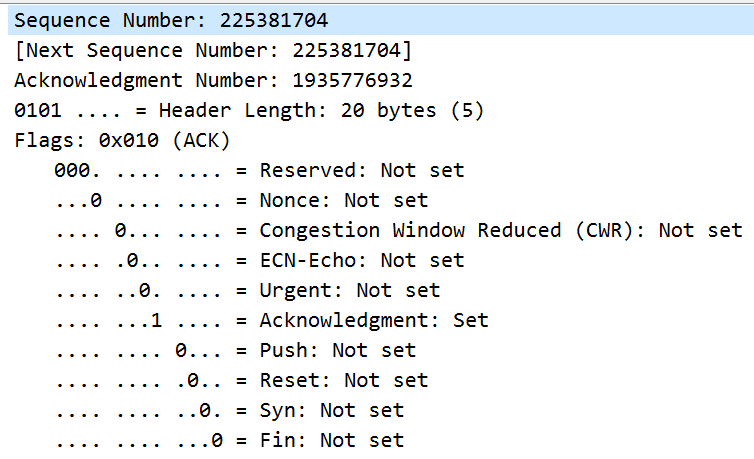 Sequence Number: 225381704
[Next Sequence Number: 225381704]
Acknowledgment Number: 1935776932
0101 .... = Header Length: 20 bytes (5)
Flags: 0x010 (ACK)
000. .... .... = Reserved: Not set
...0 .... .... = Nonce: Not set
.... 0... .... = Congestion Window Reduced (CWR): Not set
.... .0.. .... = ECN-Echo: Not set
.... ..0. .... = Urgent: Not set
.... ...1 .... = Acknowledgment: Set
.... .... 0... = Push: Not set
.... .... .0.. = Reset: Not set
.... .... ..0. = Syn: Not set
.... .... ...0 = Fin: Not set